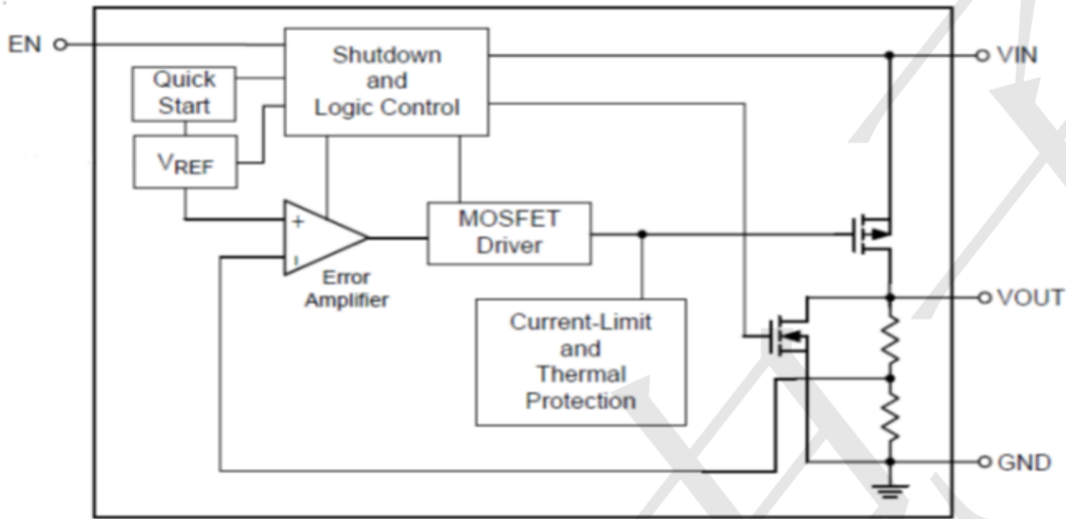 EN
Shutdown
and
Logic Control
VIN
Quick
Start
VREF
+
-
MOSFET
Driver
Error
Amplifier
VOUT
Current-Limit
and
Thermal
Protection
GND